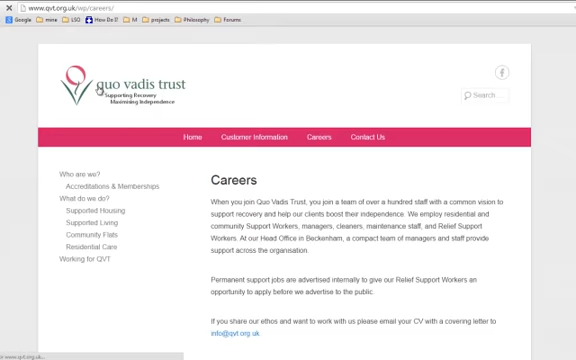 www.qvt.org.uk/wp/careers/
Google mine LSO How Do I? M projects Philosophy Forums
quo vadis trust
Supporting Recovery
Maximising Independence
Search ...
Home Customer Information Careers Contact Us
Who are we?
Accreditations & Memberships
What do we do?
Supported Housing
Supported Living
Community Flats
Residential Care
Working for QVT
Careers
When you join Quo Vadis Trust, you join a team of over a hundred staff with a common vision to
support recovery and help our clients boost their independence. We employ residential and
community Support Workers, managers, cleaners, maintenance staff, and Relief Support
Workers. At our Head Office in Beckenham, a compact team of managers and staff provide
support across the organisation.
Permanent support jobs are advertised internally to give our Relief Support Workers an
opportunity to apply before we advertise to the public.
If you share our ethos and want to work with us please email your CV with a covering letter to
info@qvt.org.uk
www.qvt.org.uk...